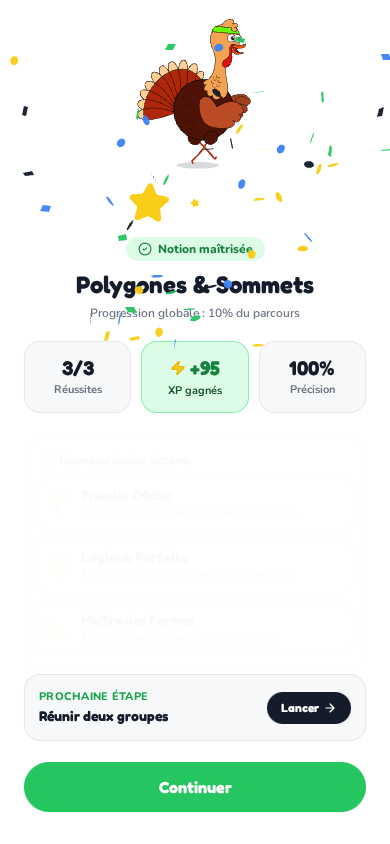 Notion maîtrisée
Polygones & Sommets
Progression globale : 10% du parcours
3/3
Réussites
+95
XP gagnés
100%
Précision
Nouveau badge obtenu
Premier Déclic
Logique Parfaite
Maître des Formes
PROCHAINE ÉTAPE
Réunir deux groupes
Lancer
Continuer